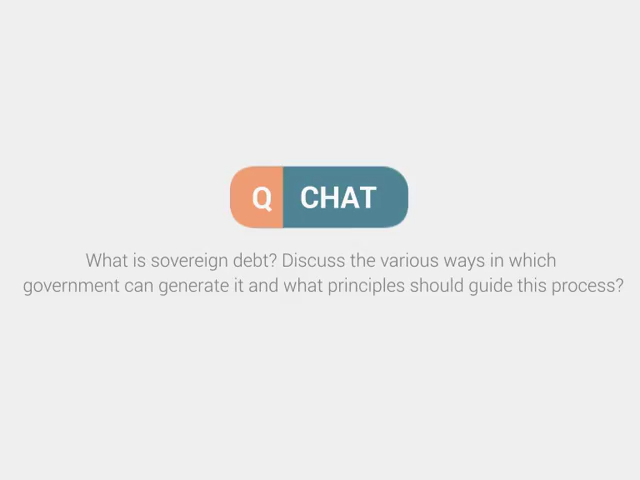 Q CHAT
What is sovereign debt? Discuss the various ways in which
government can generate it and what principles should guide this process?